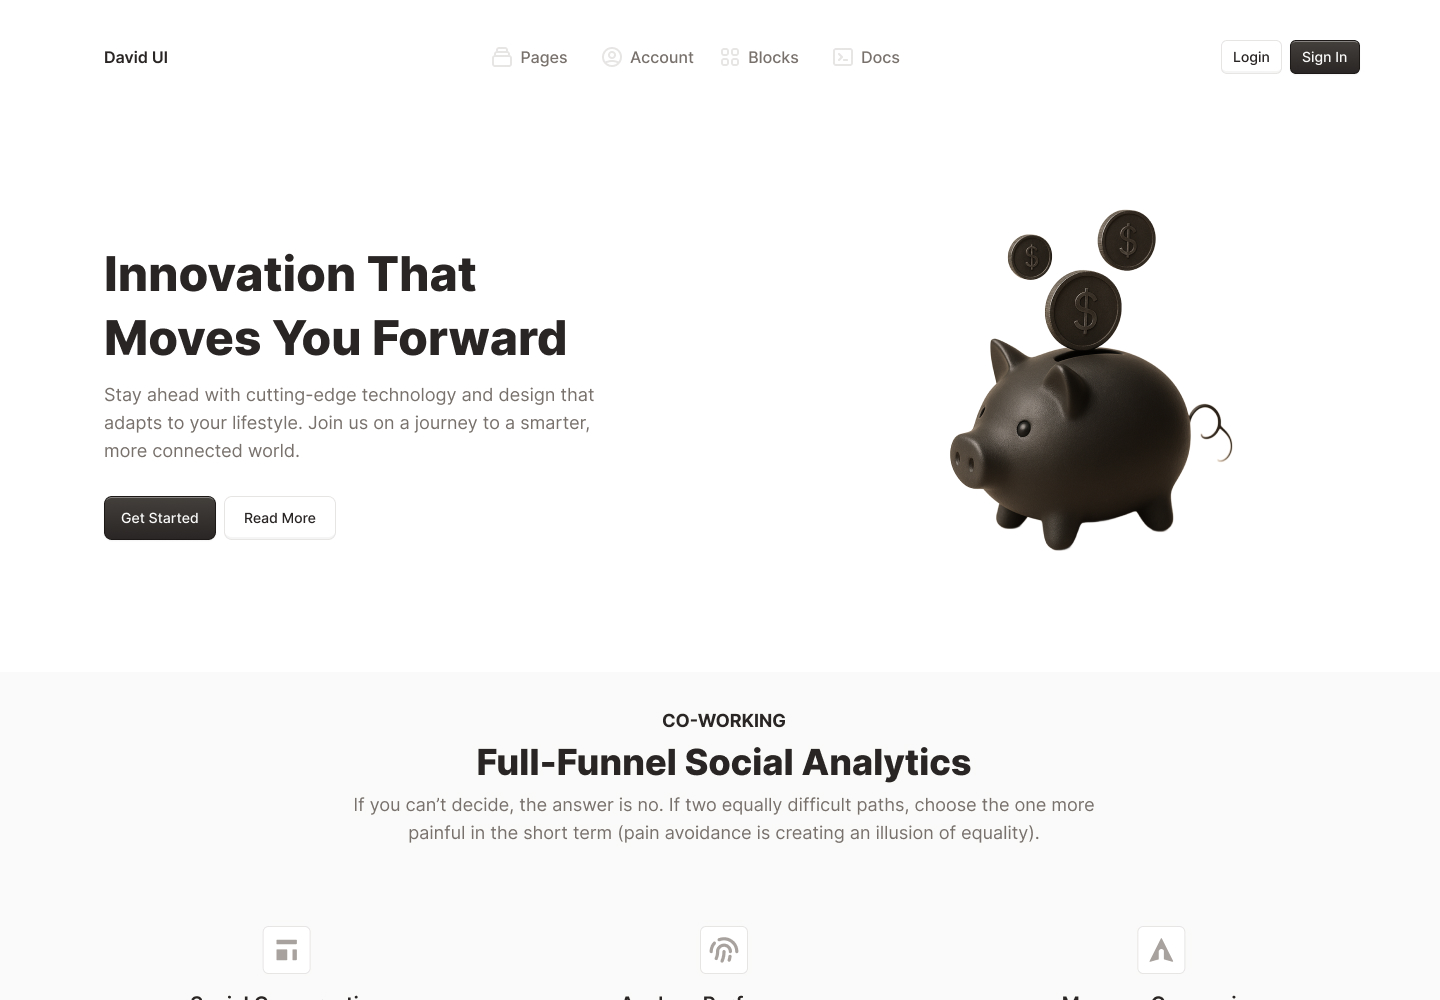 David UI
Pages
Account
Blocks
Docs
Login
Sign In
Innovation That
Moves You Forward
Stay ahead with cutting-edge technology and design that
adapts to your lifestyle. Join us on a journey to a smarter,
more connected world.
Get Started
Read More
$
$
$
CO-WORKING
Full-Funnel Social Analytics
If you can’t decide, the answer is no. If two equally difficult paths, choose the one more
painful in the short term (pain avoidance is creating an illusion of equality).